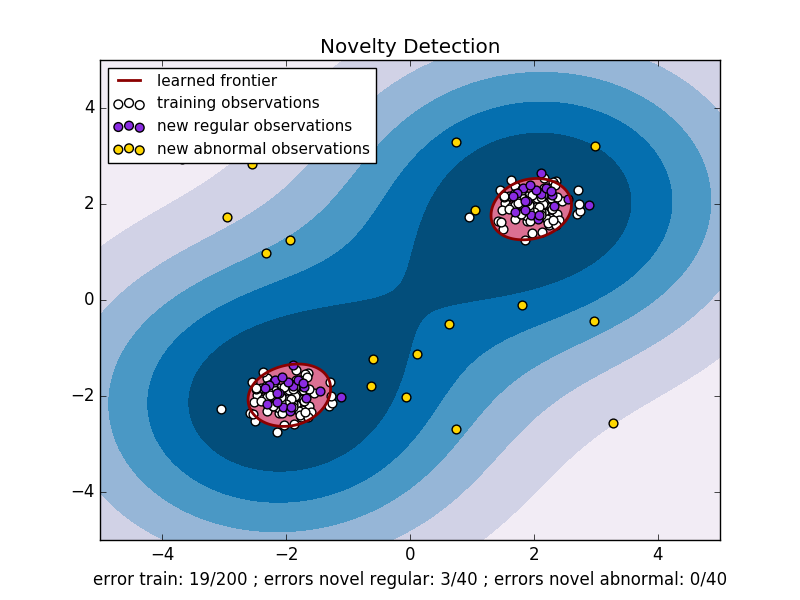 Novelty Detection
learned frontier
training observations
new regular observations
new abnormal observations
4
2
0
−2
−4
−4 −2 0 2 4
error train: 19/200 ; errors novel regular: 3/40 ; errors novel abnormal: 0/40